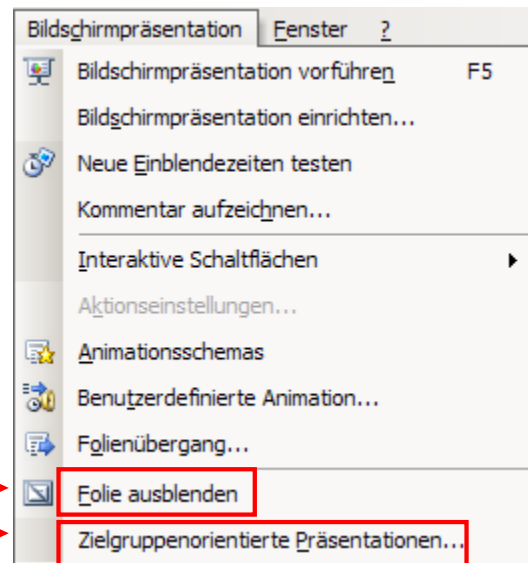 Bildschirmpräsentation Fenster ?
Bildschirmpräsentation vorführen F5
Bildschirmpräsentation einrichten...
Neue Einblendezeiten testen
Kommentar aufzeichnen...
Interaktive Schaltflächen
Aktionseinstellungen...
Animationsschemas
Benutzerdefinierte Animation...
Folienübergang...
Folie ausblenden
Zielgruppenorientierte Präsentationen...